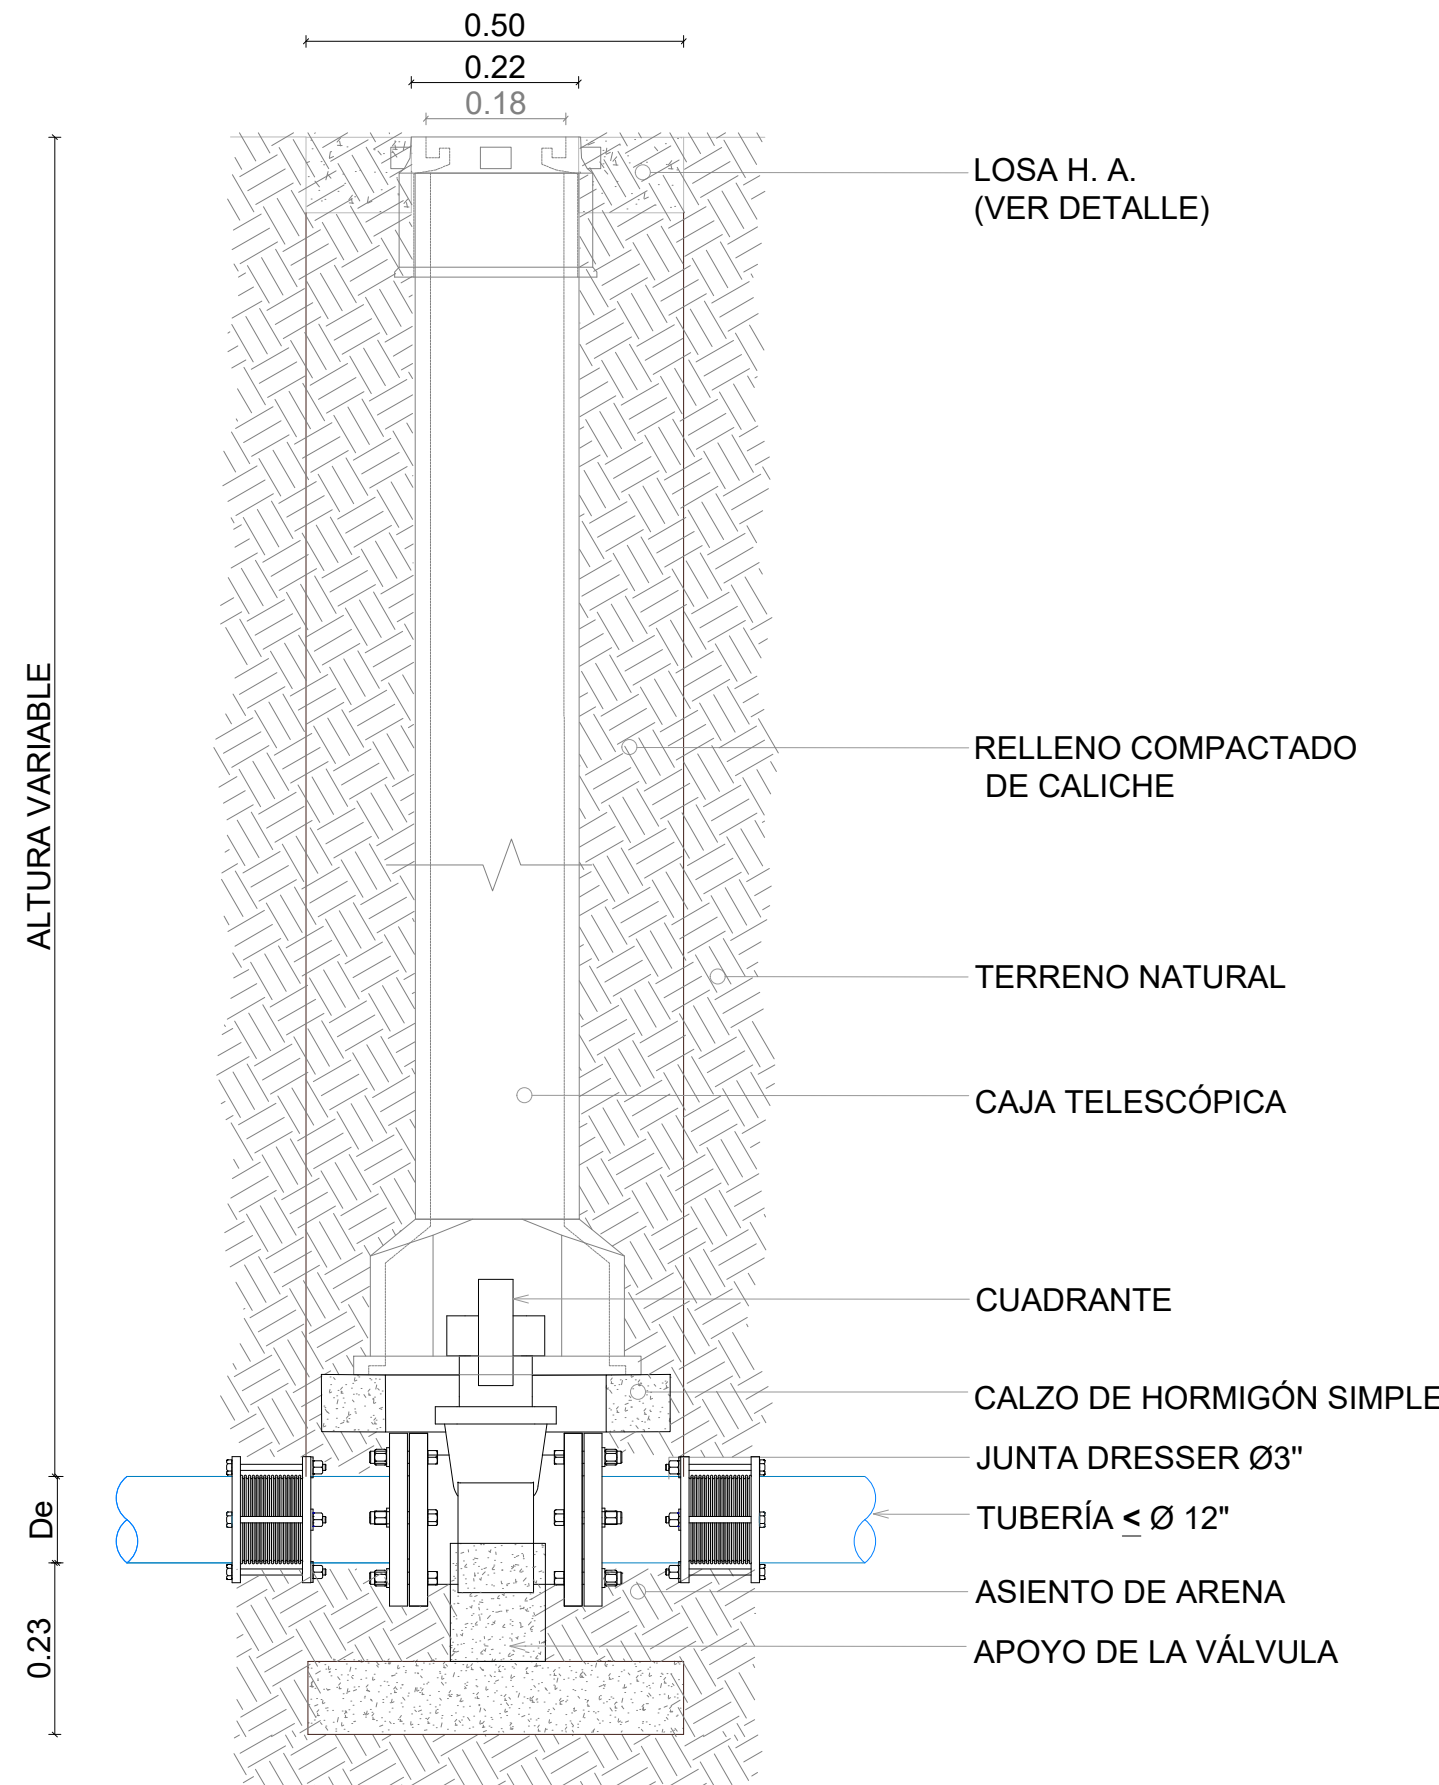 0.50
0.22
0.18
LOSA H. A.
(VER DETALLE)
RELLENO COMPACTADO
DE CALICHE
ALTURA VARIABLE
TERRENO NATURAL
CAJA TELESCÓPICA
CUADRANTE
CALZO DE HORMIGÓN SIMPLE
JUNTA DRESSER Ø3"
De
TUBERÍA ≤ Ø 12"
ASIENTO DE ARENA
0.23
APOYO DE LA VÁLVULA